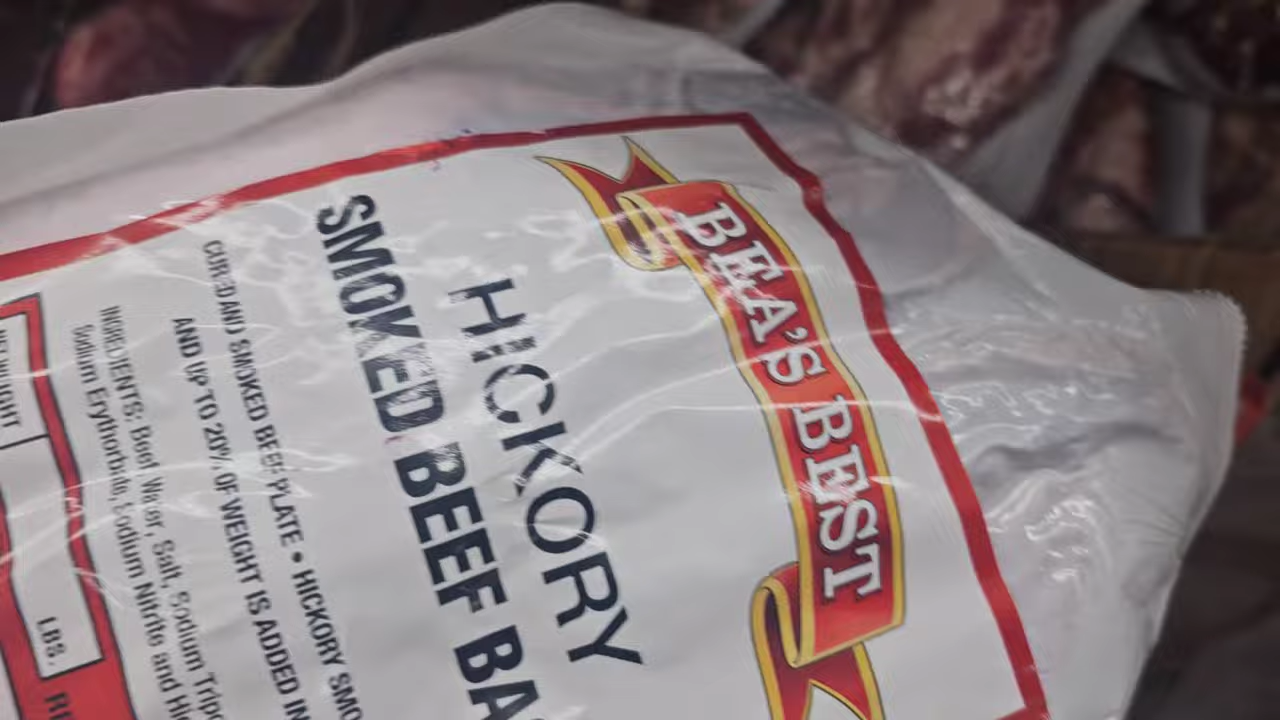 BEA'S BEST
HICKORY
SMOKED BEEF BA
CURED AND SMOKED BEEF PLATE • HICKORY SMO
AND UP TO 20% OF WEIGHT IS ADDED IN
INGREDIENTS: Beef, Water, Salt, Sodium Trip
Sodium Erythorbate, Sodium Nitrite and Hi
NET WEIGHT
LBS.